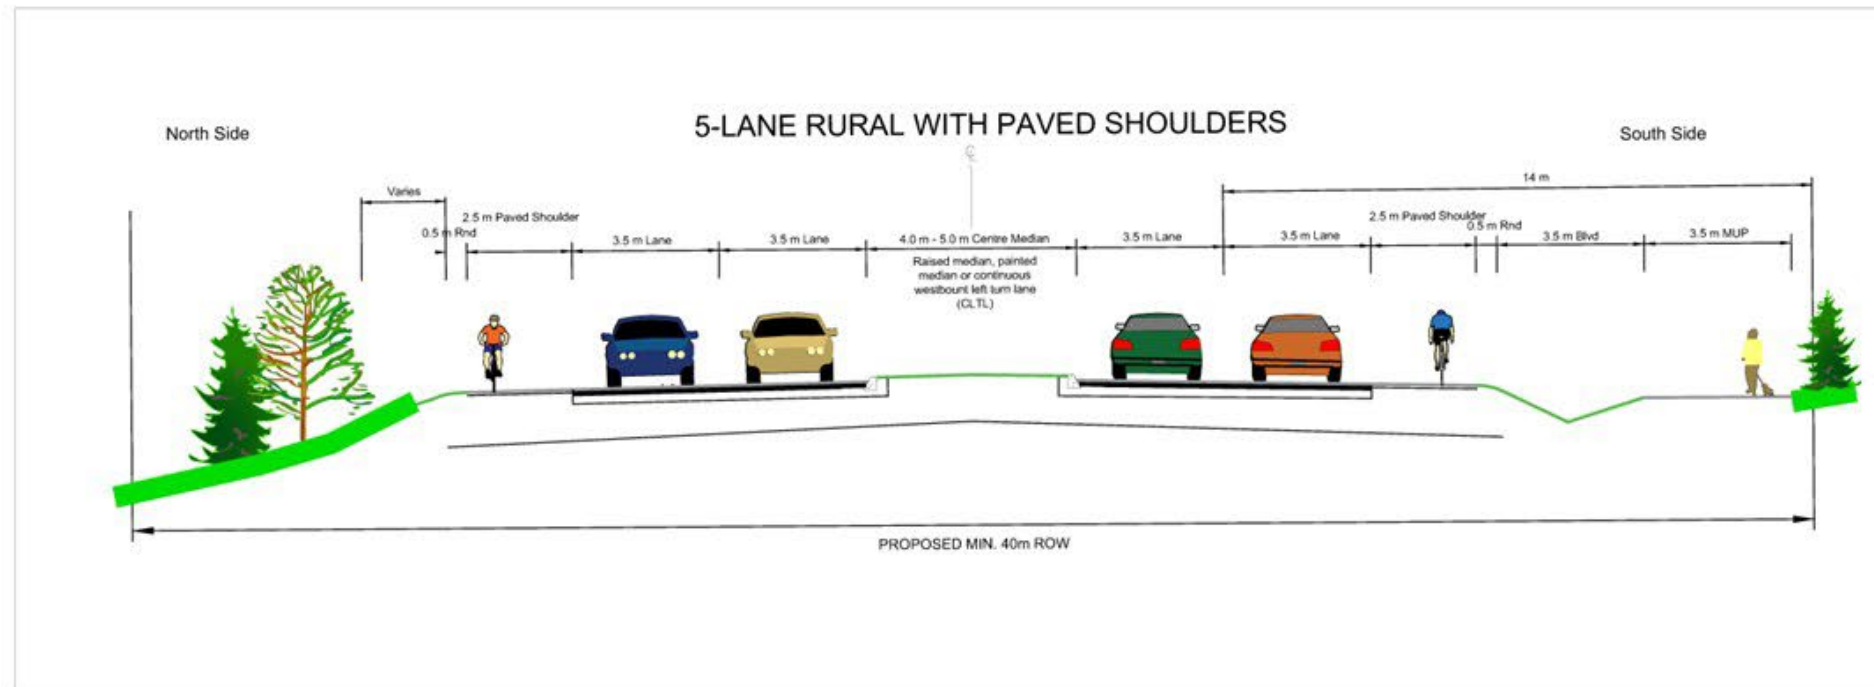 5-LANE RURAL WITH PAVED SHOULDERS
North Side
South Side
℄
14 m
Varies
2.5 m Paved Shoulder
2.5 m Paved Shoulder
0.5 m Rnd
3.5 m Lane
3.5 m Lane
4.0 m - 5.0 m Centre Median
3.5 m Lane
3.5 m Lane
0.5 m Rnd
3.5 m Blvd
3.5 m MUP
Raised median, painted
median or continuous
westbount left turn lane
(CLTL)
PROPOSED MIN. 40m ROW